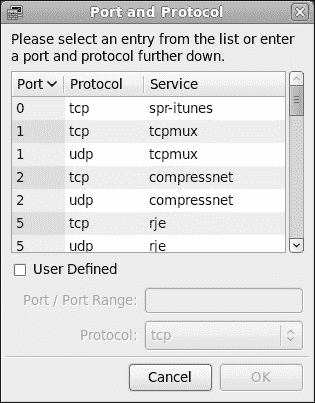 Port and Protocol
Please select an entry from the list or enter
a port and protocol further down.
Port Protocol Service
0 tcp spr-itunes
1 tcp tcpmux
1 udp tcpmux
2 tcp compressnet
2 udp compressnet
5 tcp rje
5 udp rje
User Defined
Port / Port Range:
Protocol: tcp
Cancel OK